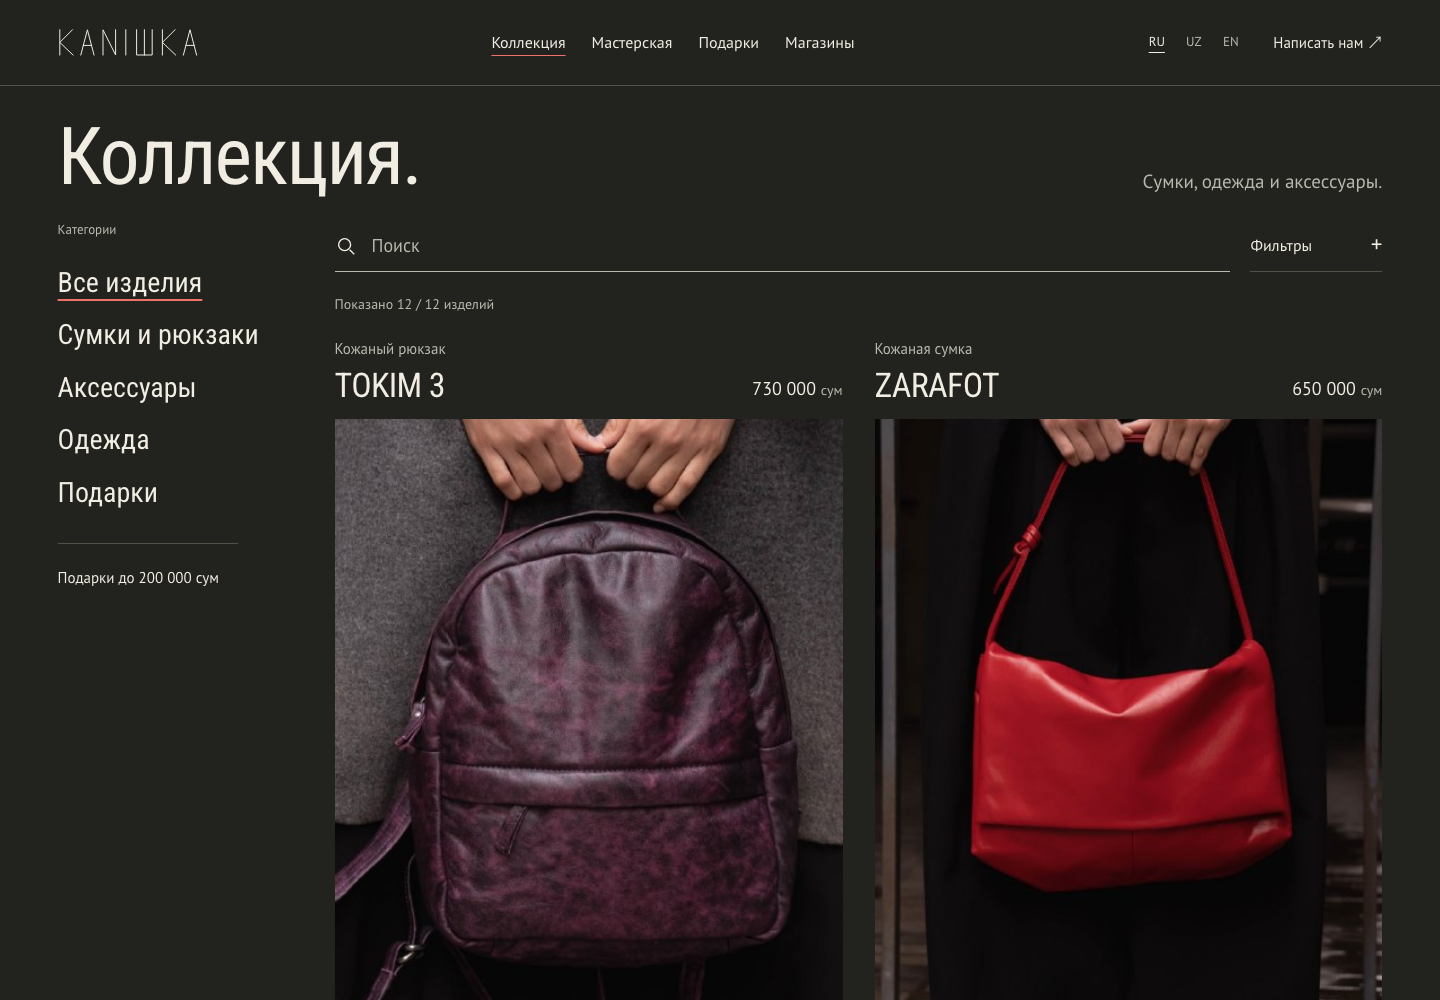 KANIШKA
Коллекция Мастерская Подарки Магазины
RU UZ EN Написать нам ↗
Коллекция.
Сумки, одежда и аксессуары.
Категории
Все изделия
Сумки и рюкзаки
Аксессуары
Одежда
Подарки
Подарки до 200 000 сум
Поиск
Фильтры +
Показано 12 / 12 изделий
Кожаный рюкзак
TOKIM 3 730 000 сум
Кожаная сумка
ZARAFOT 650 000 сум